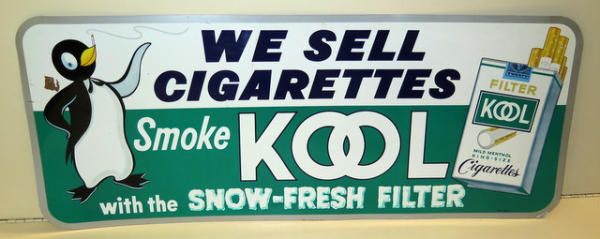 WE SELL
CIGARETTES
Smoke KOOL
with the SNOW-FRESH FILTER
FILTER
KOOL
MILD MENTHOL
KING-SIZE
Cigarettes